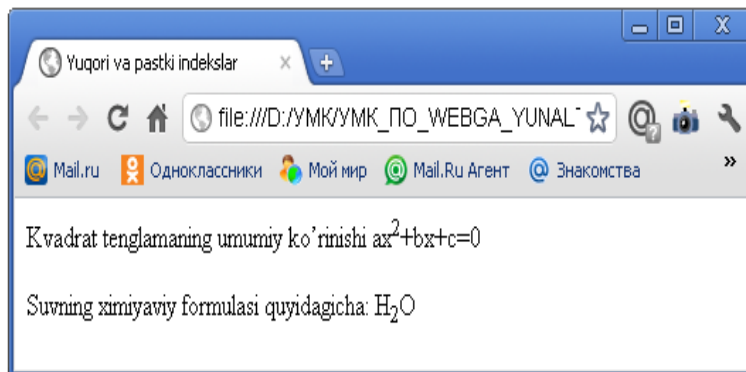 Yuqori va pastki indekslar
file:///D:/УМК/УМК_ПО_WEBGA_YUNAL
Mail.ru Одноклассники Мой мир Mail.Ru Агент Знакомства »
Kvadrat tenglamaning umumiy ko’rinishi ax²+bx+c=0
Suvning ximiyaviy formulasi quyidagicha: H₂O